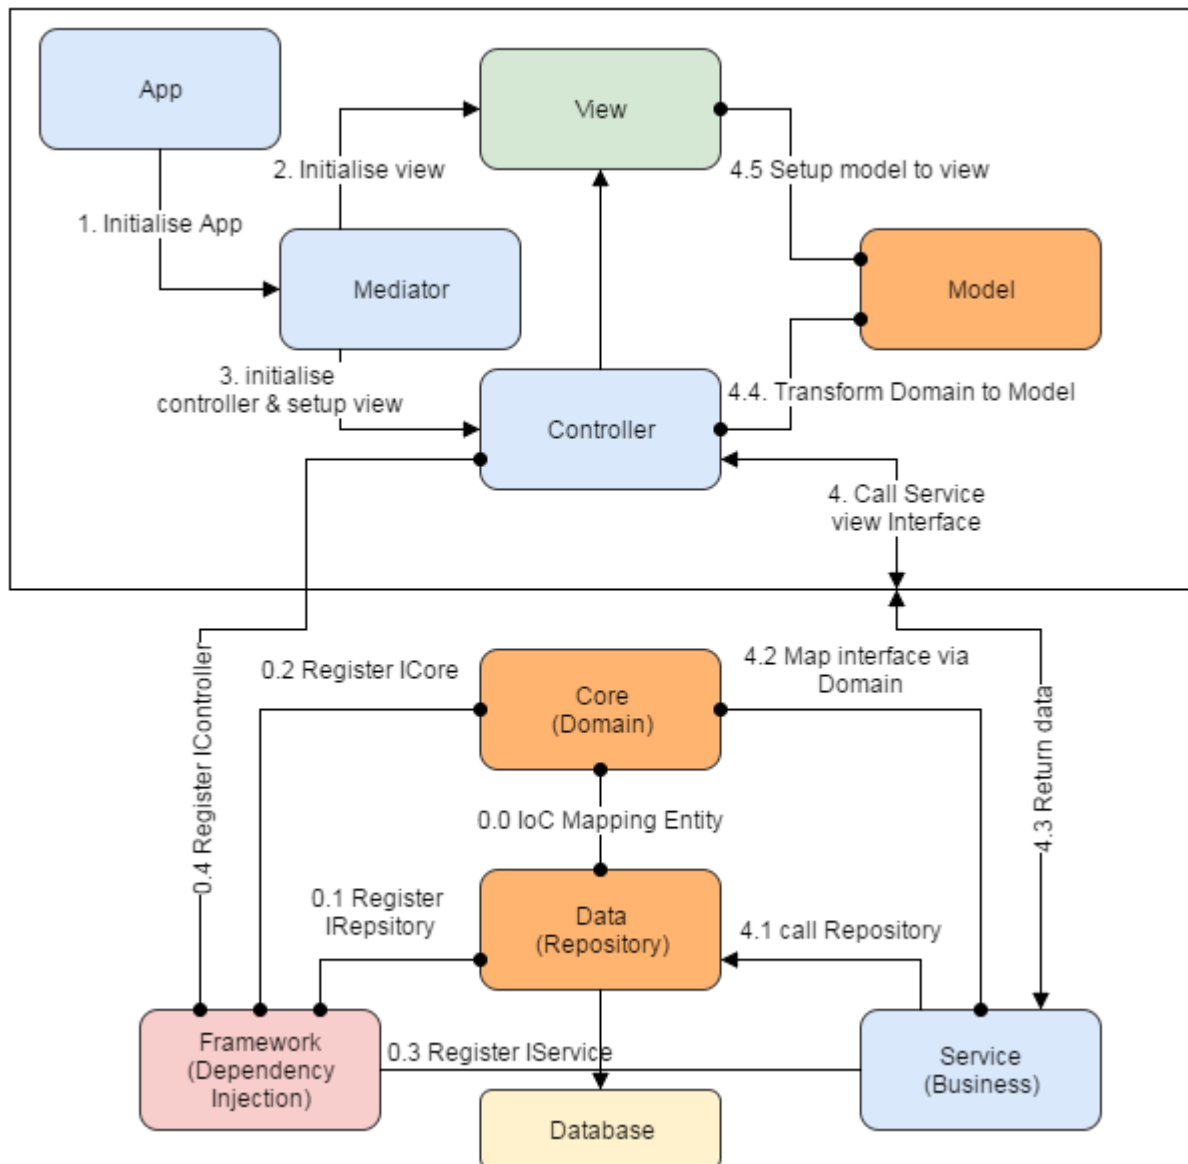 App
View
2. Initialise view
4.5 Setup model to view
1. Initialise App
Mediator
Model
3. initialise
controller & setup view
4.4. Transform Domain to Model
Controller
4. Call Service
view Interface
0.4 Register IController
0.2 Register ICore
Core
(Domain)
4.2 Map interface via
Domain
4.3 Return data
0.0 IoC Mapping Entity
0.1 Register
IRepsitory
Data
(Repository)
4.1 call Repository
Framework
(Dependency
Injection)
0.3 Register IService
Service
(Business)
Database